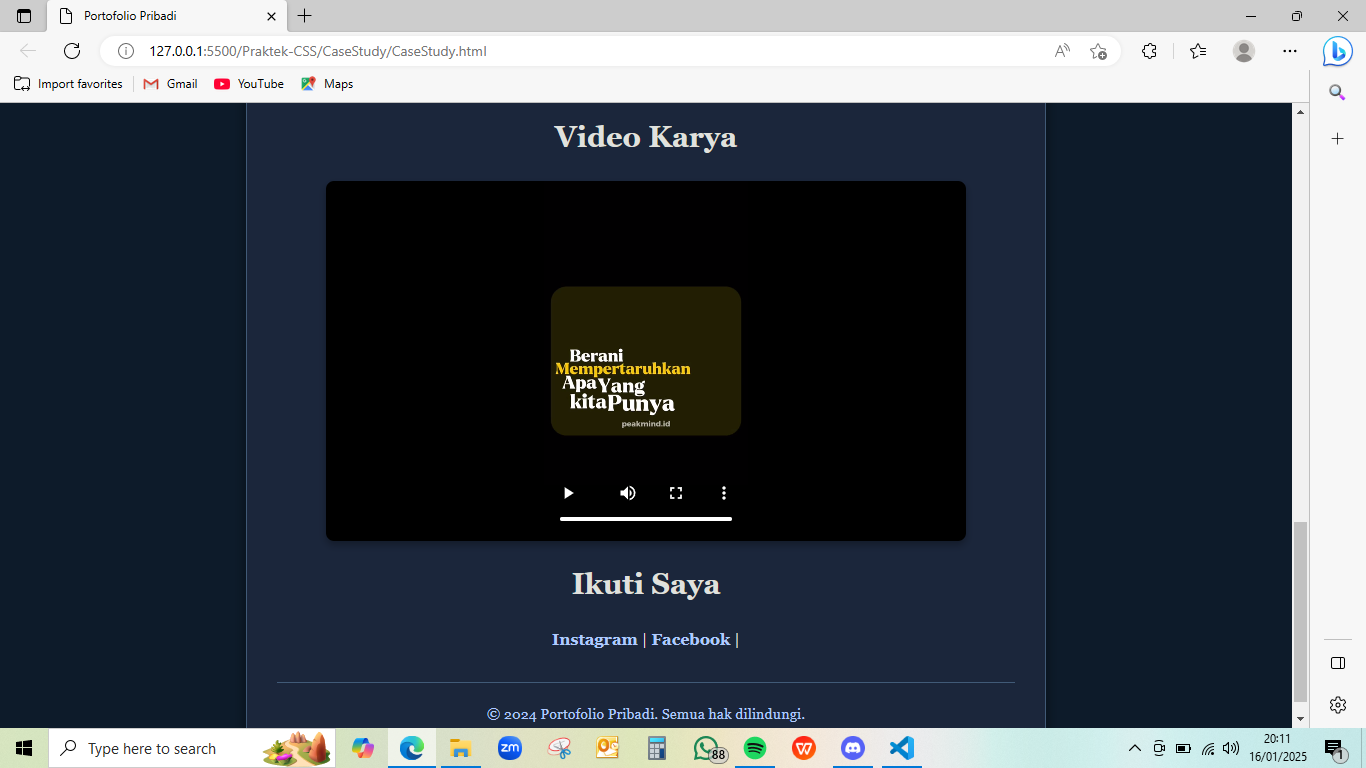 Portofolio Pribadi
127.0.0.1:5500/Praktek-CSS/CaseStudy/CaseStudy.html
Import favorites
Gmail
YouTube
Maps
Video Karya
Berani
Mempertaruhkan
Apa Yang
kita Punya
peakmind.id
Ikuti Saya
Instagram | Facebook |
© 2024 Portofolio Pribadi. Semua hak dilindungi.
Type here to search
zm
88
W
20:11
16/01/2025
1